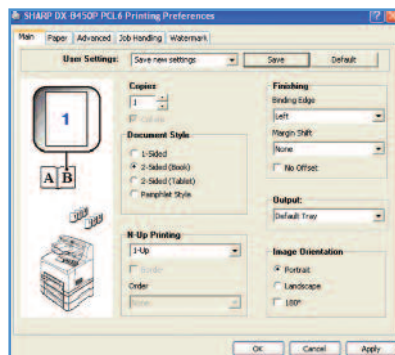 SHARP DX B450P PCL6 Printing Preferences
Main Paper Advanced Job Handling Watermark
User Settings: Save new settings Save Default
Copies
1
Collate
Document Style
1-Sided
2-Sided (Book)
2-Sided (Tablet)
Pamphlet Style
N-Up Printing
1-Up
Border
Order
None
Finishing
Binding Edge
Left
Margin Shift
None
No Offset
Output:
Default Tray
Image Orientation
Portrait
Landscape
180°
1
A B
OK Cancel Apply